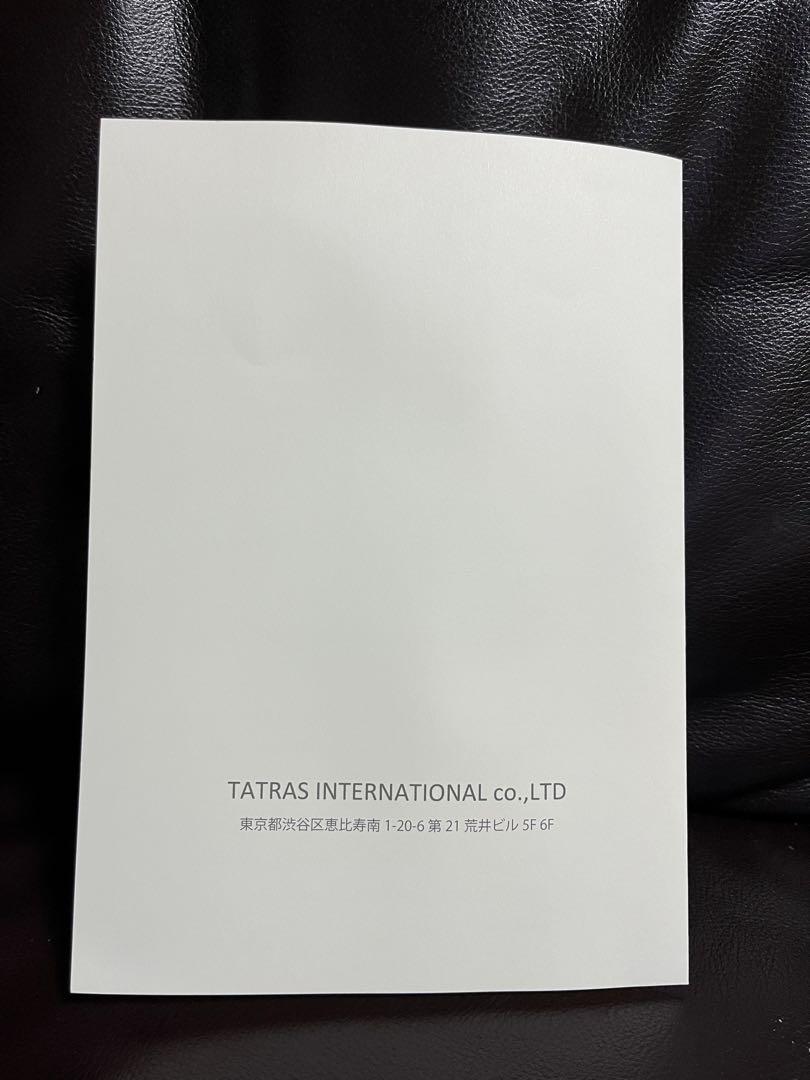 TATRAS INTERNATIONAL co.,LTD
東京都渋谷区恵比寿南 1-20-6 第 21 荒井ビル 5F 6F